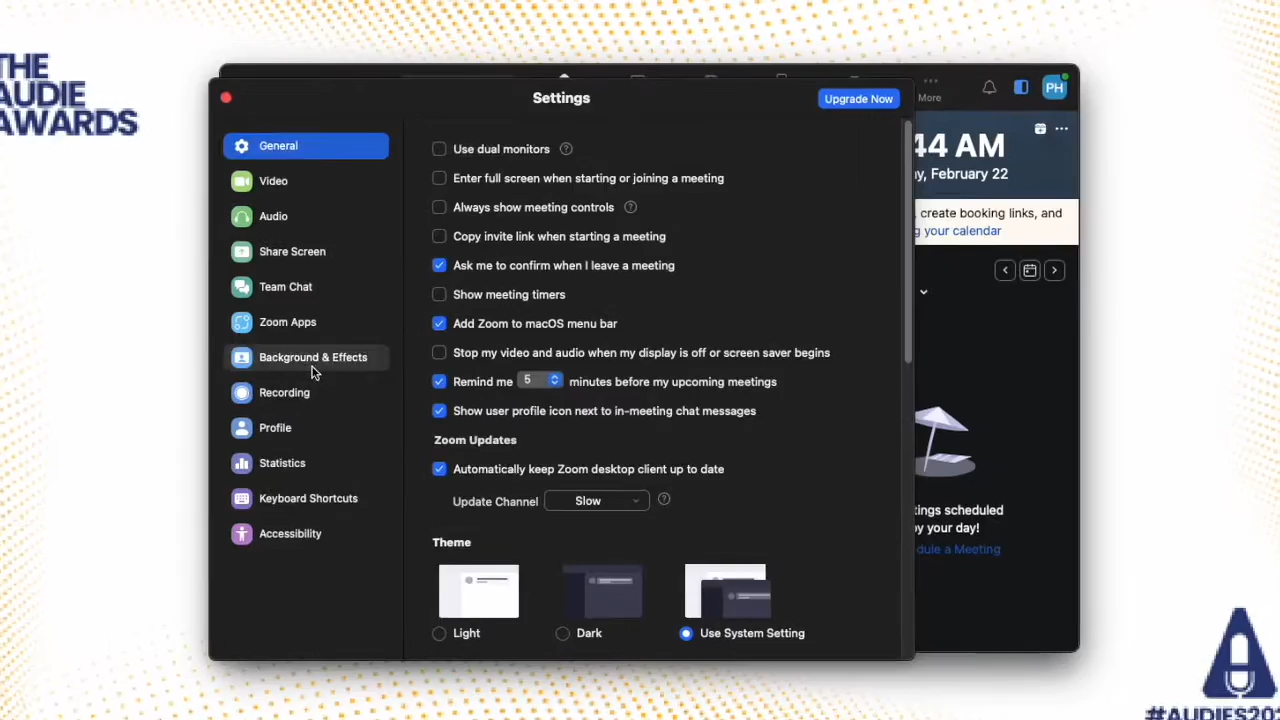 THE
AUDIE
AWARDS
Settings
Upgrade Now
More
PH
General
Video
Audio
Share Screen
Team Chat
Zoom Apps
Background & Effects
Recording
Profile
Statistics
Keyboard Shortcuts
Accessibility
Use dual monitors
Enter full screen when starting or joining a meeting
Always show meeting controls
Copy invite link when starting a meeting
Ask me to confirm when I leave a meeting
Show meeting timers
Add Zoom to macOS menu bar
Stop my video and audio when my display is off or screen saver begins
Remind me 5 minutes before my upcoming meetings
Show user profile icon next to in-meeting chat messages
Zoom Updates
Automatically keep Zoom desktop client up to date
Update Channel Slow
Theme
Light
Dark
Use System Setting
44 AM
y, February 22
, create booking links, and
g your calendar
tings scheduled
oy your day!
dule a Meeting
#AUDIES202